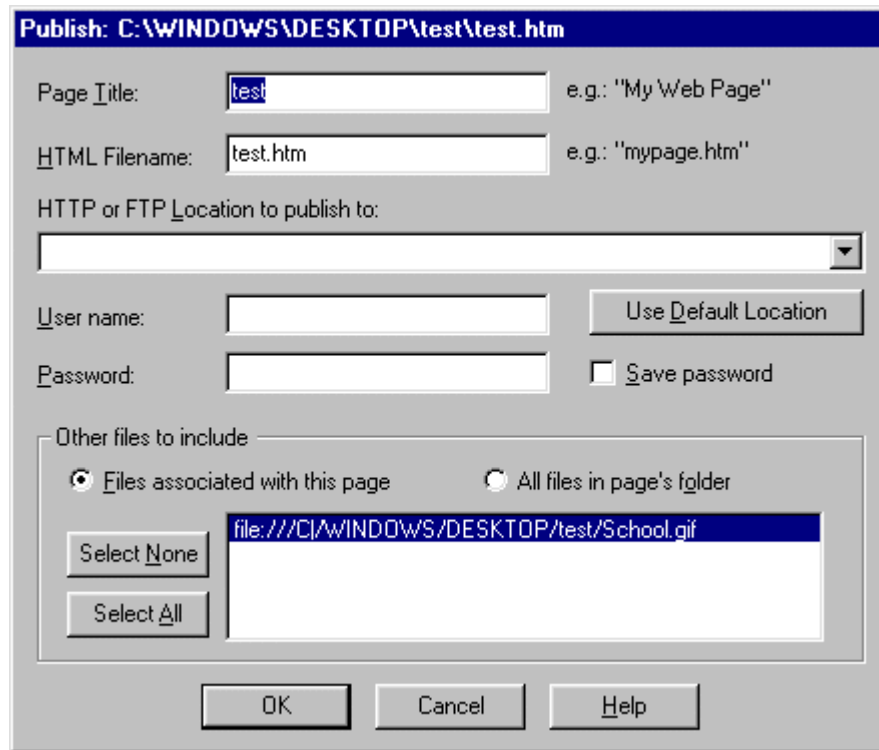 Publish: C:\WINDOWS\DESKTOP\test\test.htm
Page Title: test e.g.: "My Web Page"
HTML Filename: test.htm e.g.: "mypage.htm"
HTTP or FTP Location to publish to:
User name: Use Default Location
Password: Save password
Other files to include
Files associated with this page All files in page's folder
file:///C|/WINDOWS/DESKTOP/test/School.gif
Select None
Select All
OK Cancel Help